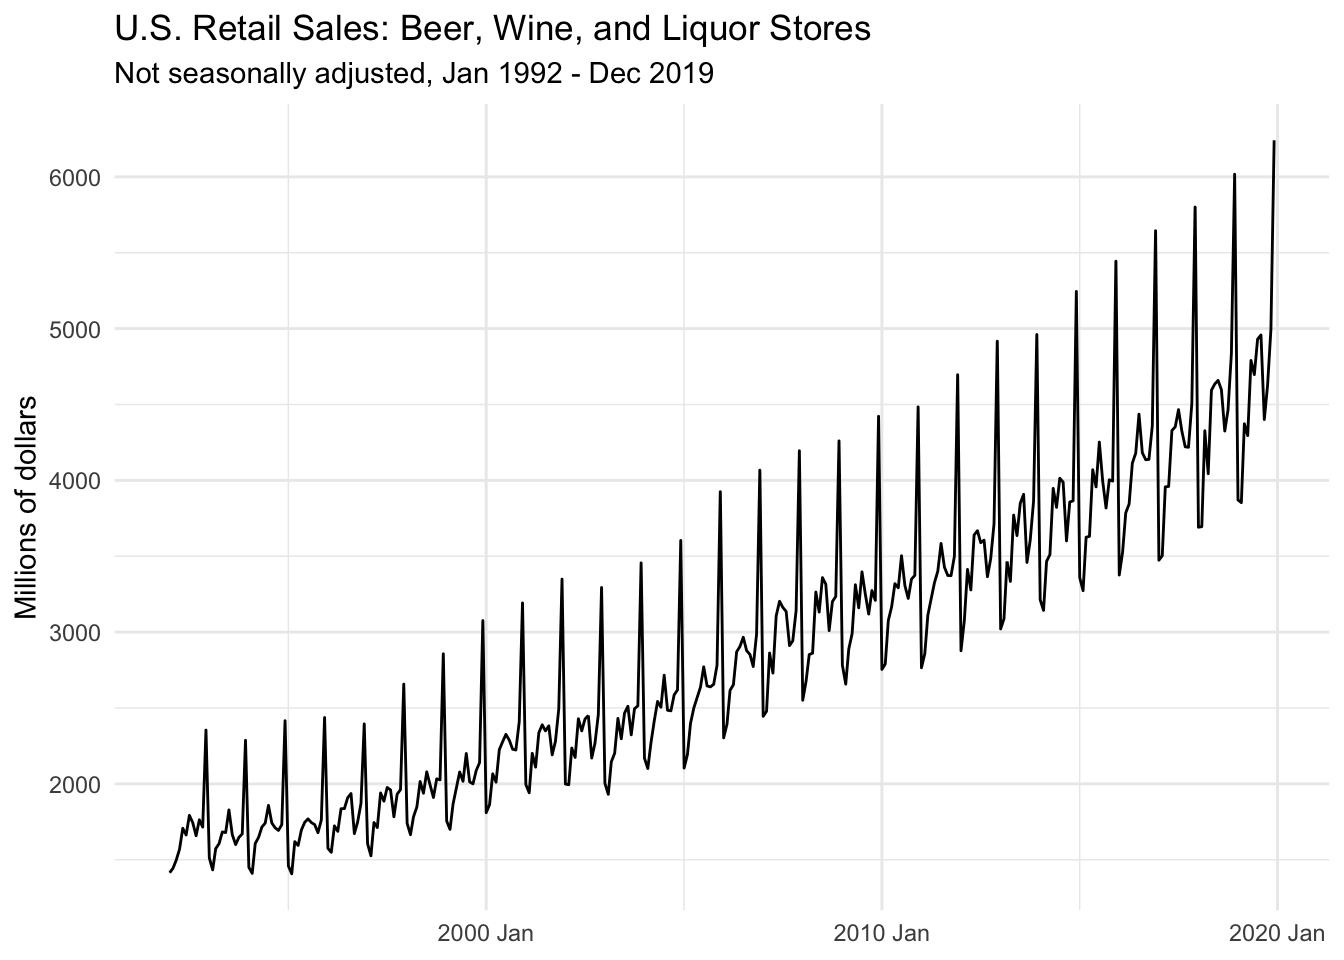 U.S. Retail Sales: Beer, Wine, and Liquor Stores
Not seasonally adjusted, Jan 1992 - Dec 2019
Millions of dollars
6000
5000
4000
3000
2000
2000 Jan
2010 Jan
2020 Jan